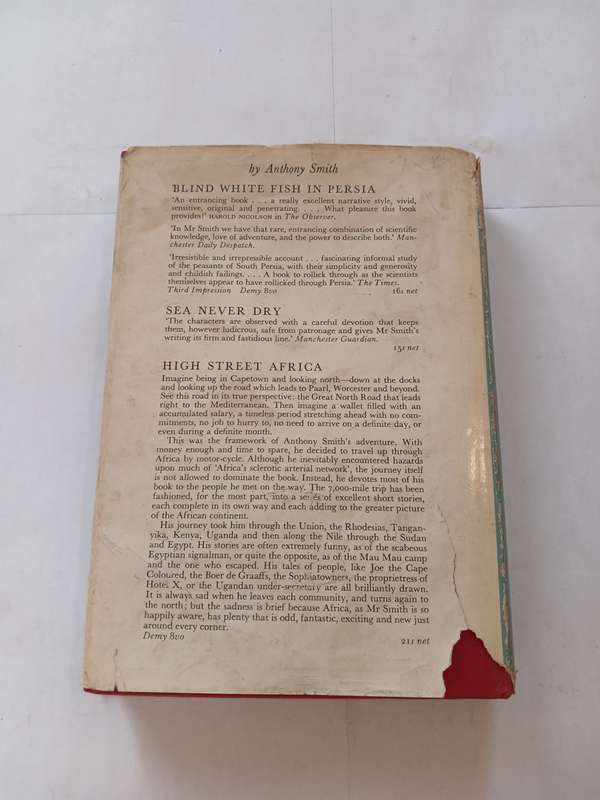 by Anthony Smith
BLIND WHITE FISH IN PERSIA
'An entrancing book . . . a really excellent narrative style, vivid,
sensitive, original and penetrating. . . . What pleasure this book
provides!' HAROLD NICOLSON in The Observer.
'In Mr Smith we have that rare, entrancing combination of scientific
knowledge, love of adventure, and the power to describe both.' Man-
chester Daily Despatch.
'Irresistible and irrepressible account . . . fascinating informal study
of the peasants of South Persia, with their simplicity and generosity
and childish failings. . . . A book to rollick through as the scientists
themselves appear to have rollicked through Persia.' The Times.
Third Impression Demy 8vo 16s net
SEA NEVER DRY
'The characters are observed with a careful devotion that keeps
them, however ludicrous, safe from patronage and gives Mr Smith's
writing its firm and fastidious line.' Manchester Guardian.
15s net
HIGH STREET AFRICA
Imagine being in Capetown and looking north—down at the docks
and looking up the road which leads to Paarl, Worcester and beyond.
See this road in its true perspective: the Great North Road that leads
right to the Mediterranean. Then imagine a wallet filled with an
accumulated salary, a timeless period stretching ahead with no com-
mitments, no job to hurry to, no need to arrive on a definite day, or
even during a definite month.
This was the framework of Anthony Smith's adventure. With
money enough and time to spare, he decided to travel up through
Africa by motor-cycle. Although he inevitably encountered hazards
upon much of 'Africa's sclerotic arterial network', the journey itself
is not allowed to dominate the book. Instead, he devotes most of his
book to the people he met on the way. The 7,000-mile trip has been
fashioned, for the most part, into a series of excellent short stories,
each complete in its own way and each adding to the greater picture
of the African continent.
His journey took him through the Union, the Rhodesias, Tangan-
yika, Kenya, Uganda and then along the Nile through the Sudan
and Egypt. His stories are often extremely funny, as of the scabeous
Egyptian signalman, or quite the opposite, as of the Mau Mau camp
and the one who escaped. His tales of people, like Joe the Cape
Coloured, the Boer de Graaffs, the Sophiatowners, the proprietress of
Hotel X, or the Ugandan under-secretary are all brilliantly drawn.
It is always sad when he leaves each community, and turns again to
the north; but the sadness is brief because Africa, as Mr Smith is so
happily aware, has plenty that is odd, fantastic, exciting and new just
around every corner.
Demy 8vo 21s net